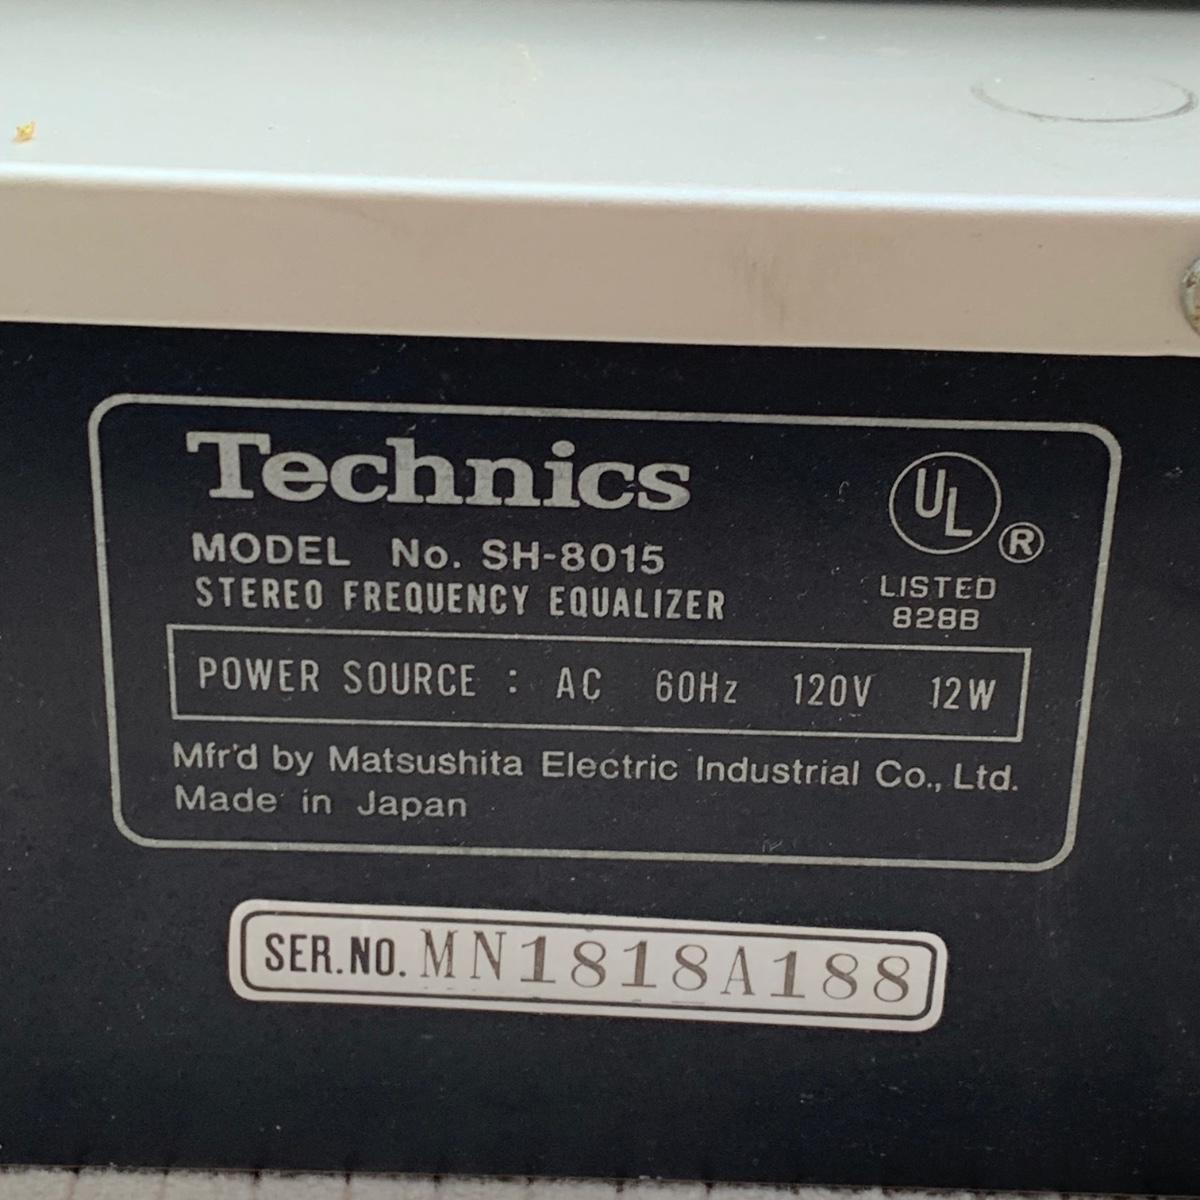 Technics
MODEL No. SH-8015
STEREO FREQUENCY EQUALIZER
UL ®
LISTED
828B
POWER SOURCE : AC 60Hz 120V 12W
Mfr'd by Matsushita Electric Industrial Co., Ltd.
Made in Japan
SER.NO. MN1818A188